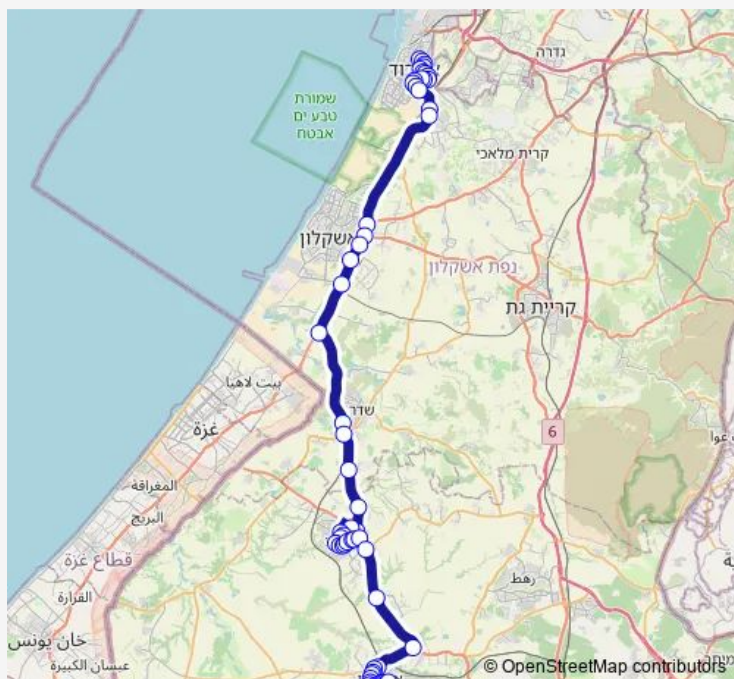 גדרה
שמורת
טבע ים
אבטח
קרית מלאכי
אשקלון
נפת אשקלון
קריית גת
بيت لاهيا
שדר
غزة
6
المغراقة
البريج
قطاع غزة
القرارة
רהט
خان يونس
عبسان الكبيرة
© OpenStreetMap contributors